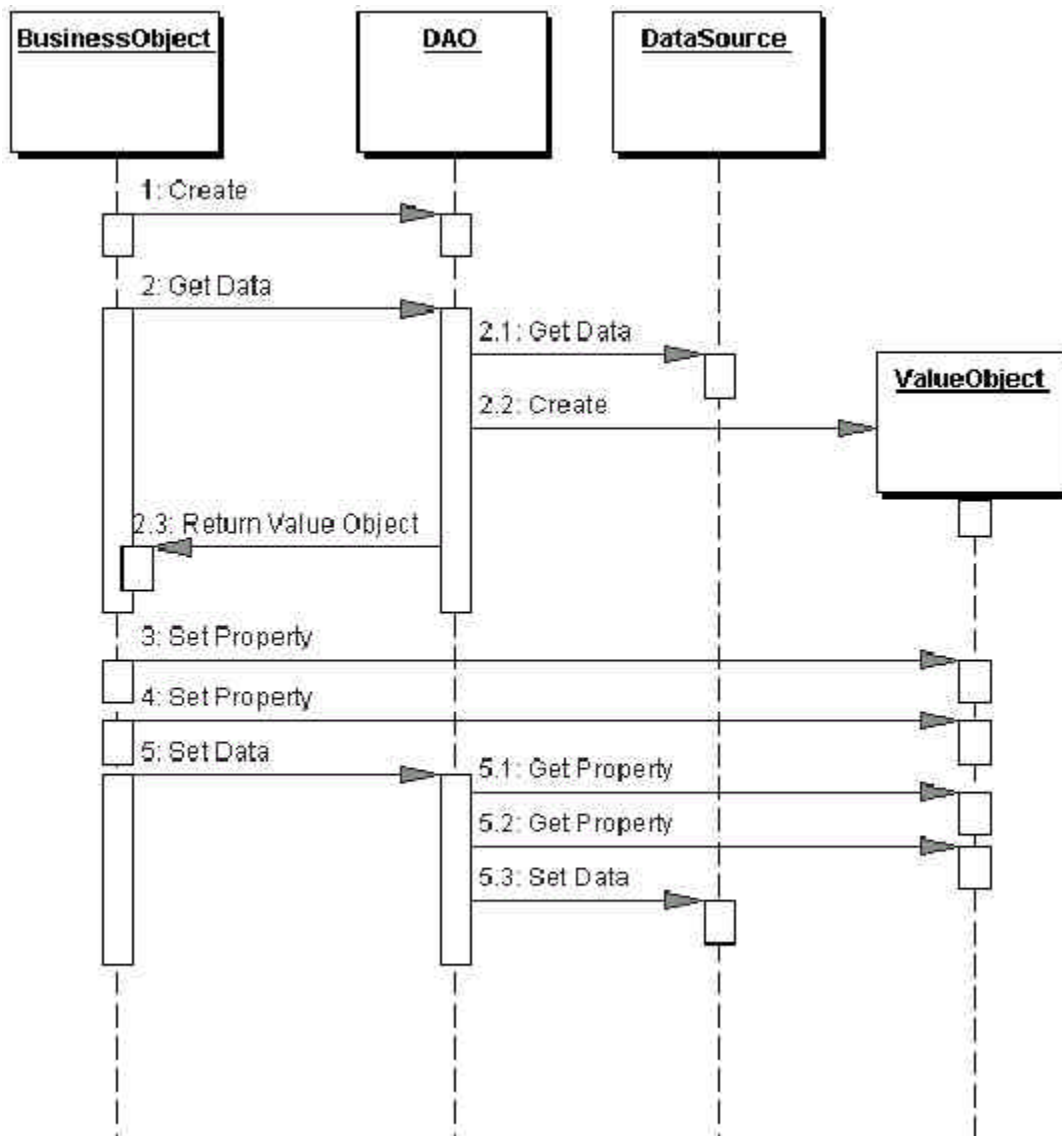 BusinessObject
DAO
DataSource
1: Create
2: Get Data
2.1: Get Data
ValueObject
2.2: Create
2.3: Return Value Object
3: Set Property
4: Set Property
5: Set Data
5.1: Get Property
5.2: Get Property
5.3: Set Data